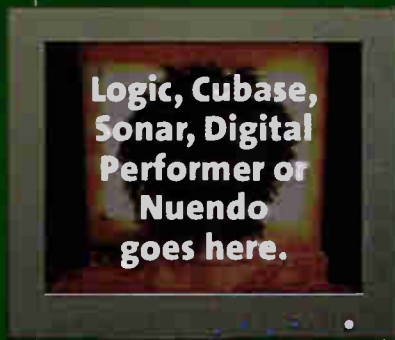 Logic, Cubase,
Sonar, Digital
Performer or
Nuendo
goes here.